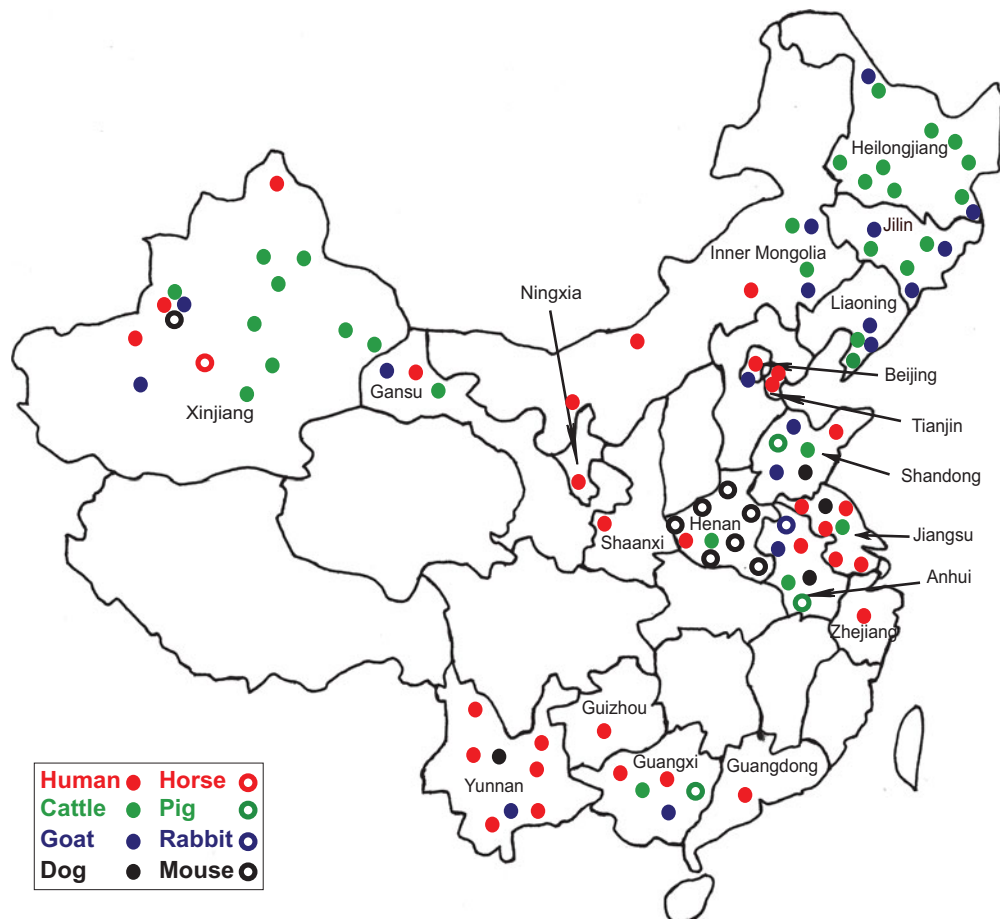 Heilongjiang
Jilin
Inner Mongolia
Ningxia
Liaoning
Beijing
Gansu
Xinjiang
Tianjin
Shandong
Henan
Shaanxi
Jiangsu
Anhui
Zhejiang
Guizhou
Guangxi
Guangdong
Yunnan
Human Horse
Cattle Pig
Goat Rabbit
Dog Mouse